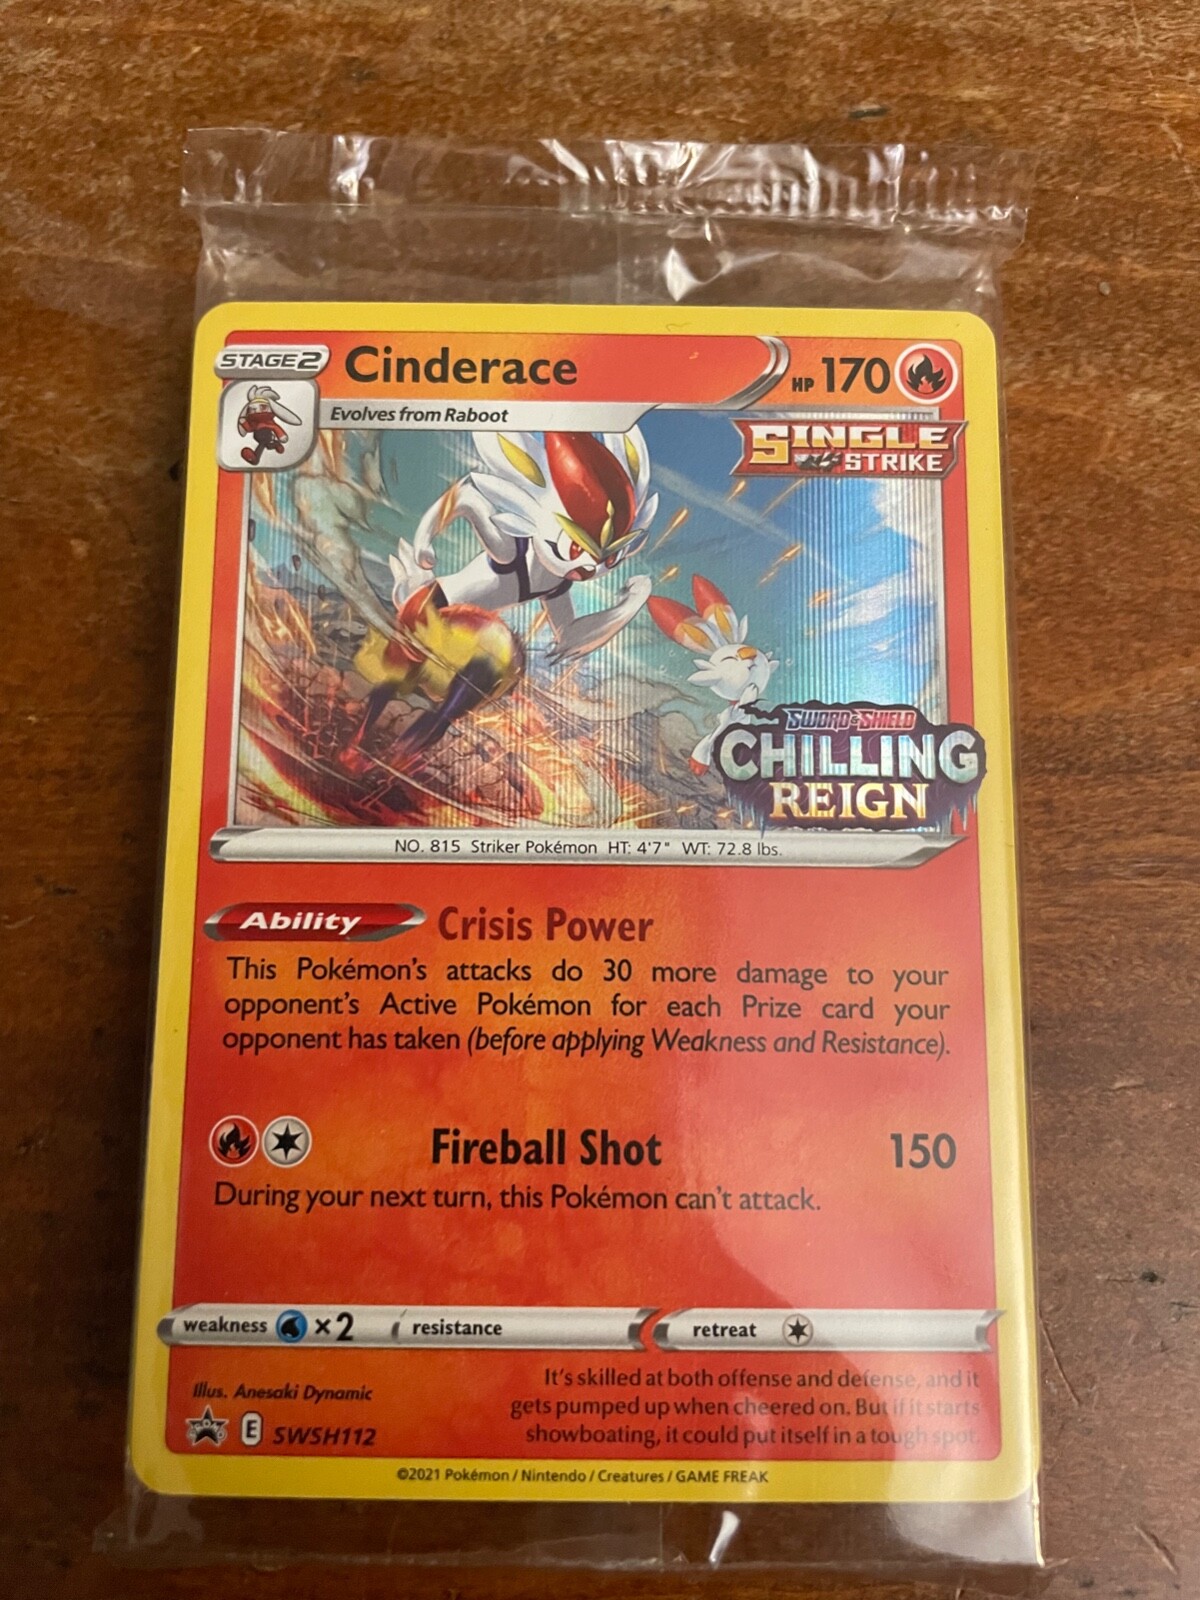 STAGE 2
Cinderace
HP 170
Evolves from Raboot
SINGLE
STRIKE
SWORD & SHIELD
CHILLING
REIGN
NO. 815 Striker Pokémon HT: 4'7" WT: 72.8 lbs.
Ability Crisis Power
This Pokémon's attacks do 30 more damage to your
opponent's Active Pokémon for each Prize card your
opponent has taken (before applying Weakness and Resistance).
Fireball Shot 150
During your next turn, this Pokémon can't attack.
weakness ×2 resistance retreat
Illus. Anesaki Dynamic
It's skilled at both offense and defense, and it
gets pumped up when cheered on. But if it starts
showboating, it could put itself in a tough spot.
PROMO E SWSH112
©2021 Pokémon / Nintendo / Creatures / GAME FREAK